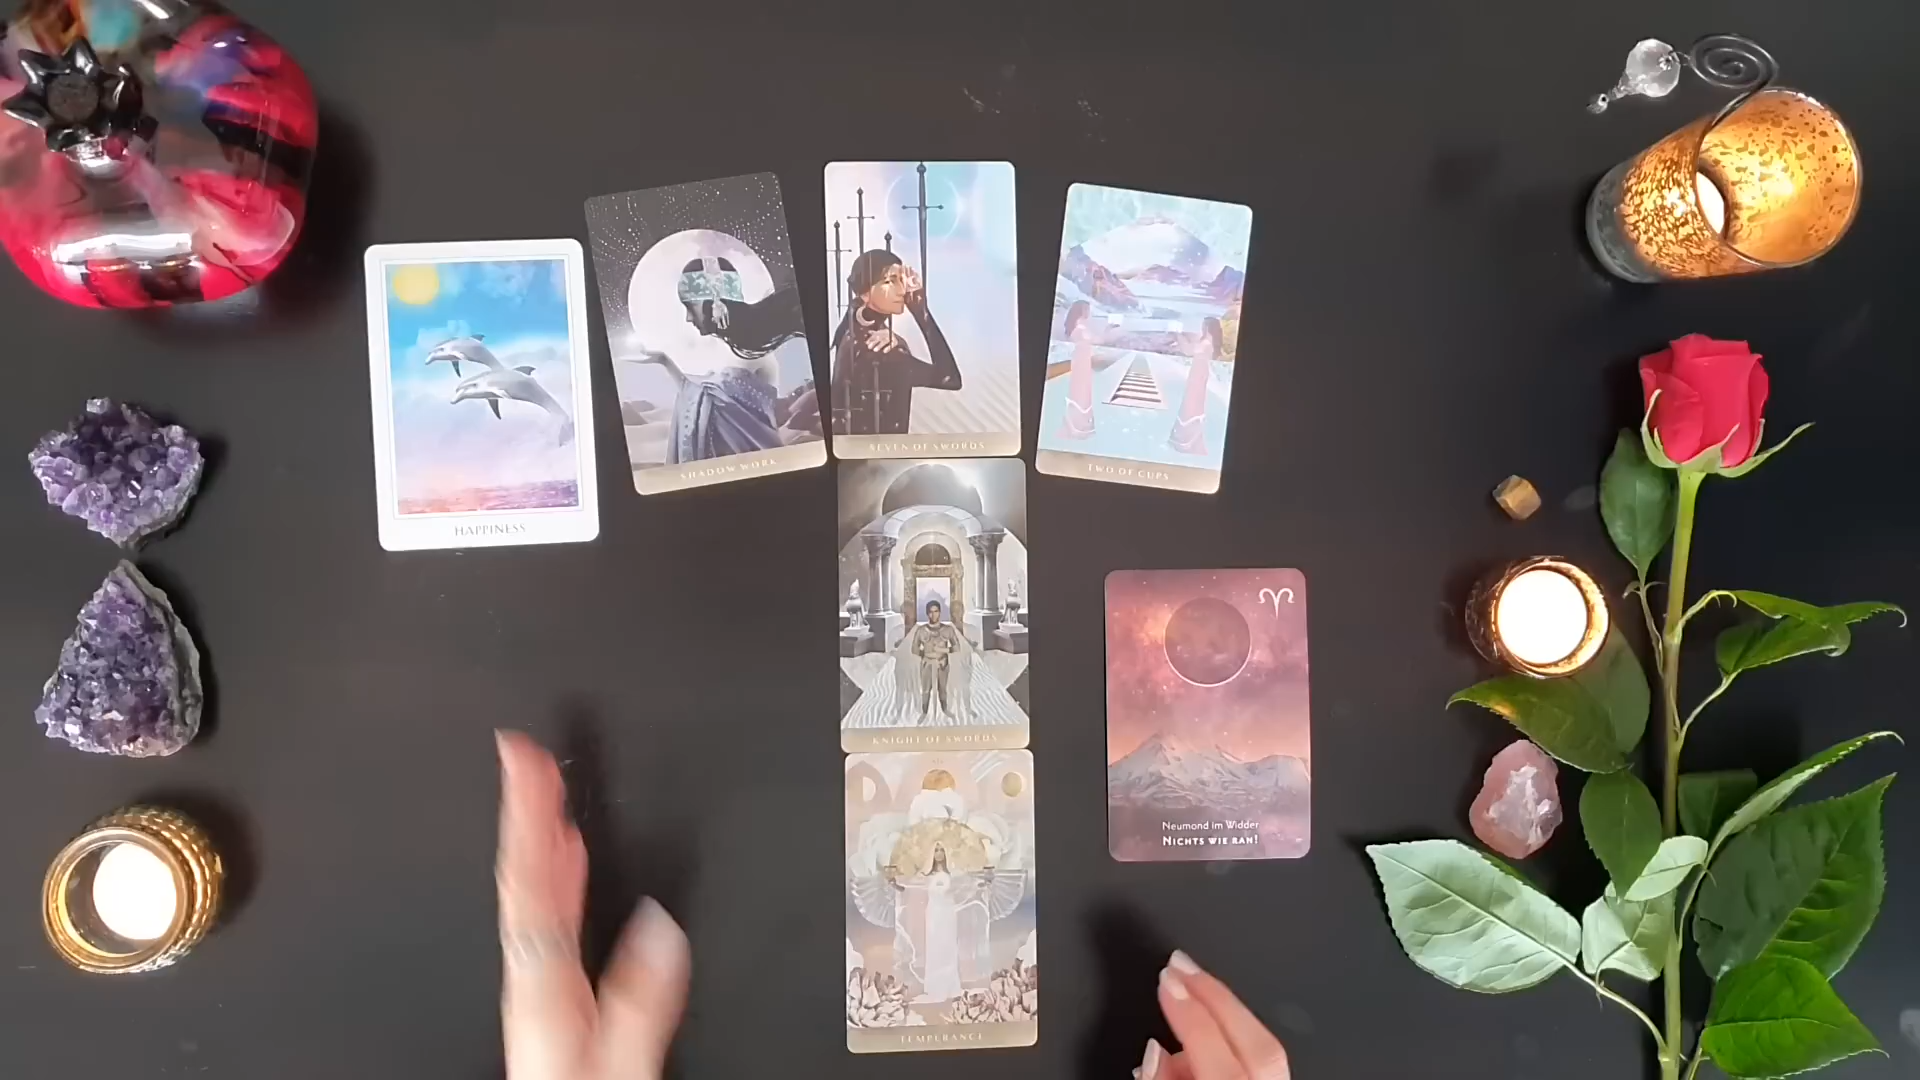 HAPPINESS
SHADOW WORK
SEVEN OF SWORDS
TWO OF CUPS
KNIGHT OF SWORDS
Neumond im Widder
NICHTS WIE RAN!
TEMPERANCE